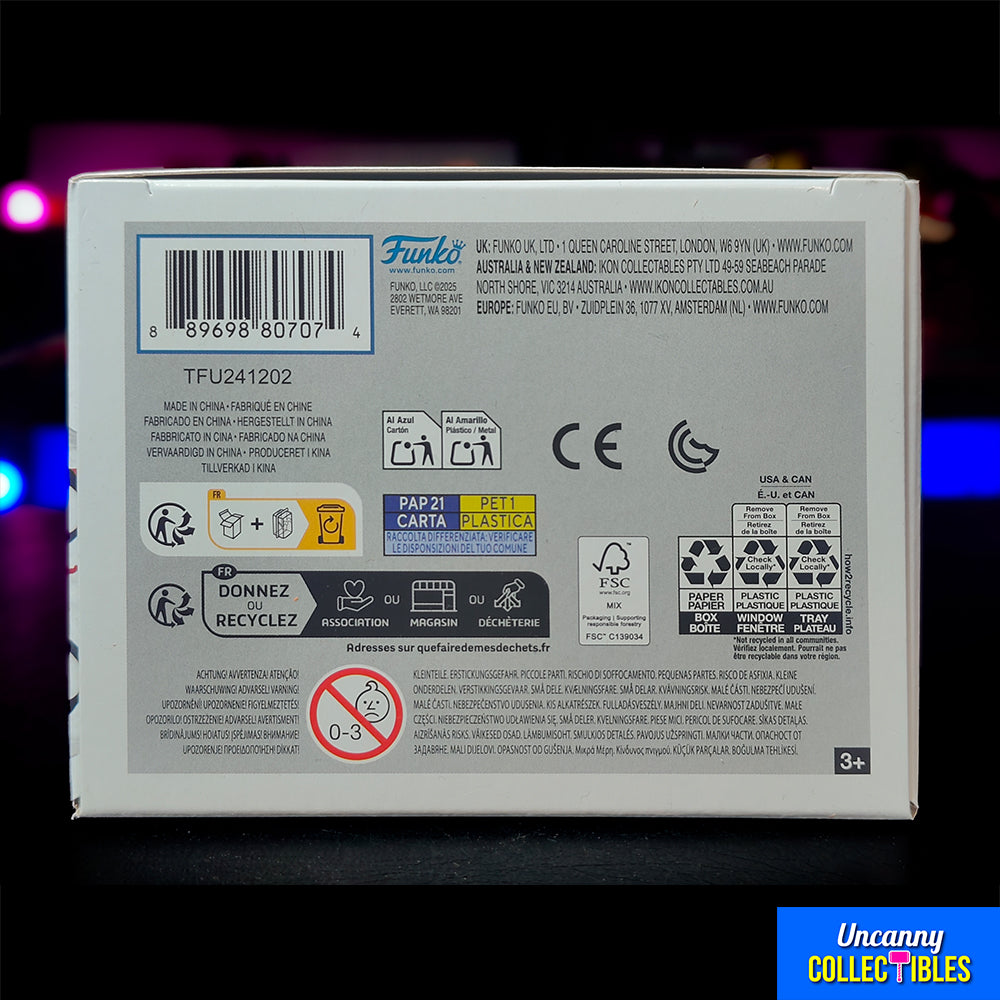 8 89698 80707 4
TFU241202
Funko
www.funko.com
FUNKO, LLC ©2025
2802 WETMORE AVE
EVERETT, WA 98201
UK: FUNKO UK, LTD • 1 QUEEN CAROLINE STREET, LONDON, W6 9YN (UK) • WWW.FUNKO.COM
AUSTRALIA & NEW ZEALAND: IKON COLLECTABLES PTY LTD 49-59 SEABEACH PARADE
NORTH SHORE, VIC 3214 AUSTRALIA • WWW.IKONCOLLECTABLES.COM.AU
EUROPE: FUNKO EU, BV • ZUIDPLEIN 36, 1077 XV, AMSTERDAM (NL) • WWW.FUNKO.COM
MADE IN CHINA • FABRIQUÉ EN CHINE
FABRICADO EN CHINA • HERGESTELLT IN CHINA
FABBRICATO IN CINA • FABRICADO NA CHINA
VERVAARDIGD IN CHINA • PRODUCERET I KINA
TILLVERKAD I KINA
Al Azul
Cartón
Al Amarillo
Plástico / Metal
CE
FR
+
PAP 21
CARTA
PET 1
PLASTICA
RACCOLTA DIFFERENZIATA: VERIFICARE
LE DISPOSIZIONI DEL TUO COMUNE
FR
DONNEZ
OU
RECYCLEZ
ASSOCIATION
OU
MAGASIN
OU
DÉCHÈTERIE
Adresses sur quefairedemesdechets.fr
FSC
www.fsc.org
MIX
Packaging | Supporting
responsible forestry
FSC™ C139034
USA & CAN
É.-U. et CAN
Remove
From Box
Retirez
de la boîte
Remove
From Box
Retirez
de la boîte
Check
Locally*
Check
Locally*
PAPER
PAPIER
BOX
BOÎTE
PLASTIC
PLASTIQUE
WINDOW
FENÊTRE
PLASTIC
PLASTIQUE
TRAY
PLATEAU
how2recycle.info
*Not recycled in all communities.
Vérifiez localement. Pourrait ne pas
être recyclable dans votre région.
ACHTUNG! AVVERTENZA! ATENÇÃO!
WAARSCHUWING! ADVARSEL! VARNING!
UPOZORNĚNÍ! UPOZORNENIE! FIGYELMEZTETÉS!
OPOZORILO! OSTRZEŻENIE! ADVARSEL! AVERTISMENT!
BRĪDINĀJUMS! HOIATUS! ĮSPĖJIMAS! ВНИМАНИЕ!
UPOZORENJE! ΠΡΟΕΙΔΟΠΟΙΗΣΗ! DİKKAT!
0-3
KLEINTEILE. ERSTICKUNGSGEFAHR. PICCOLE PARTI. RISCHIO DI SOFFOCAMENTO. PEQUENAS PARTES. RISCO DE ASFIXIA. KLEINE
ONDERDELEN. VERSTIKKINGSGEVAAR. SMÅ DELE. KVÆLNINGSFARE. SMÅ DELAR. KVÄVNINGSRISK. MALÉ ČÁSTI. NEBEZPEČÍ UDUŠENÍ.
MALÉ ČASTI. NEBEZPEČENSTVO UDUSENIA. KIS ALKATRÉSZEK. FULLADÁSVESZÉLY. MAJHNI DELI. NEVARNOST ZADUŠITVE. MAŁE
CZĘŚCI. NIEBEZPIECZEŃSTWO UDŁAWIENIA SIĘ. SMÅ DELER. KVELNINGSFARE. PIESE MICI. PERICOL DE SUFOCARE. SĪKAS DETAĻAS.
AIZRĪŠANĀS RISKS. VÄIKESED OSAD. LÄMBUMISOHT. SMULKIOS DETALĖS. PAVOJUS UŽSPRINGTI. МАЛКИ ЧАСТИ. ОПАСНОСТ ОТ
ЗАДАВЯНЕ. MALI DIJELOVI. OPASNOST OD GUŠENJA. Μικρά Μέρη. Κίνδυνος πνιγμού. KÜÇÜK PARÇALAR. BOĞULMA TEHLİKESİ.
3+
Uncanny
COLLECTIBLES